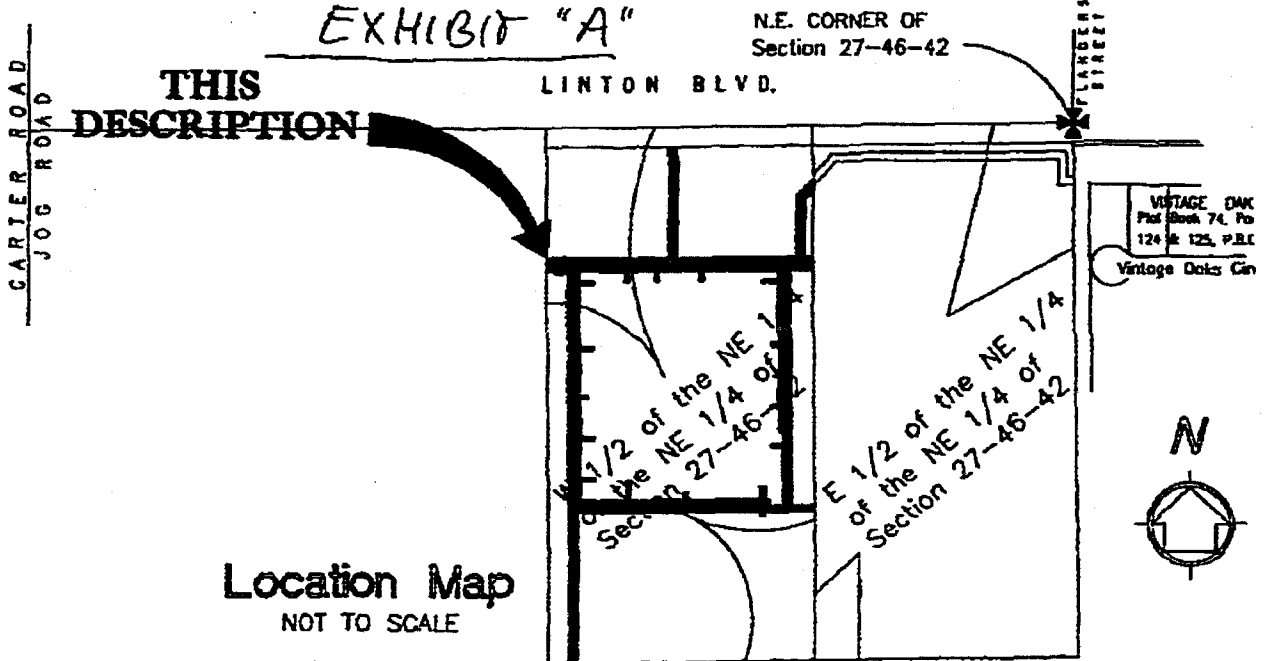 EXHIBIT "A"
N.E. CORNER OF
Section 27-46-42
FLANDERS
STREET
CARTER ROAD
JOG ROAD
THIS
DESCRIPTION
LINTON BLVD.
VISTAGE OAK
Plat Book 74, Pa
124 & 125, P.B.C
Vintage Oaks Cir
W 1/2 of the NE 1/4
of the NE 1/4 of
Section 27-46-42
E 1/2 of the NE 1/4
of the NE 1/4 of
Section 27-46-42
N
Location Map
NOT TO SCALE